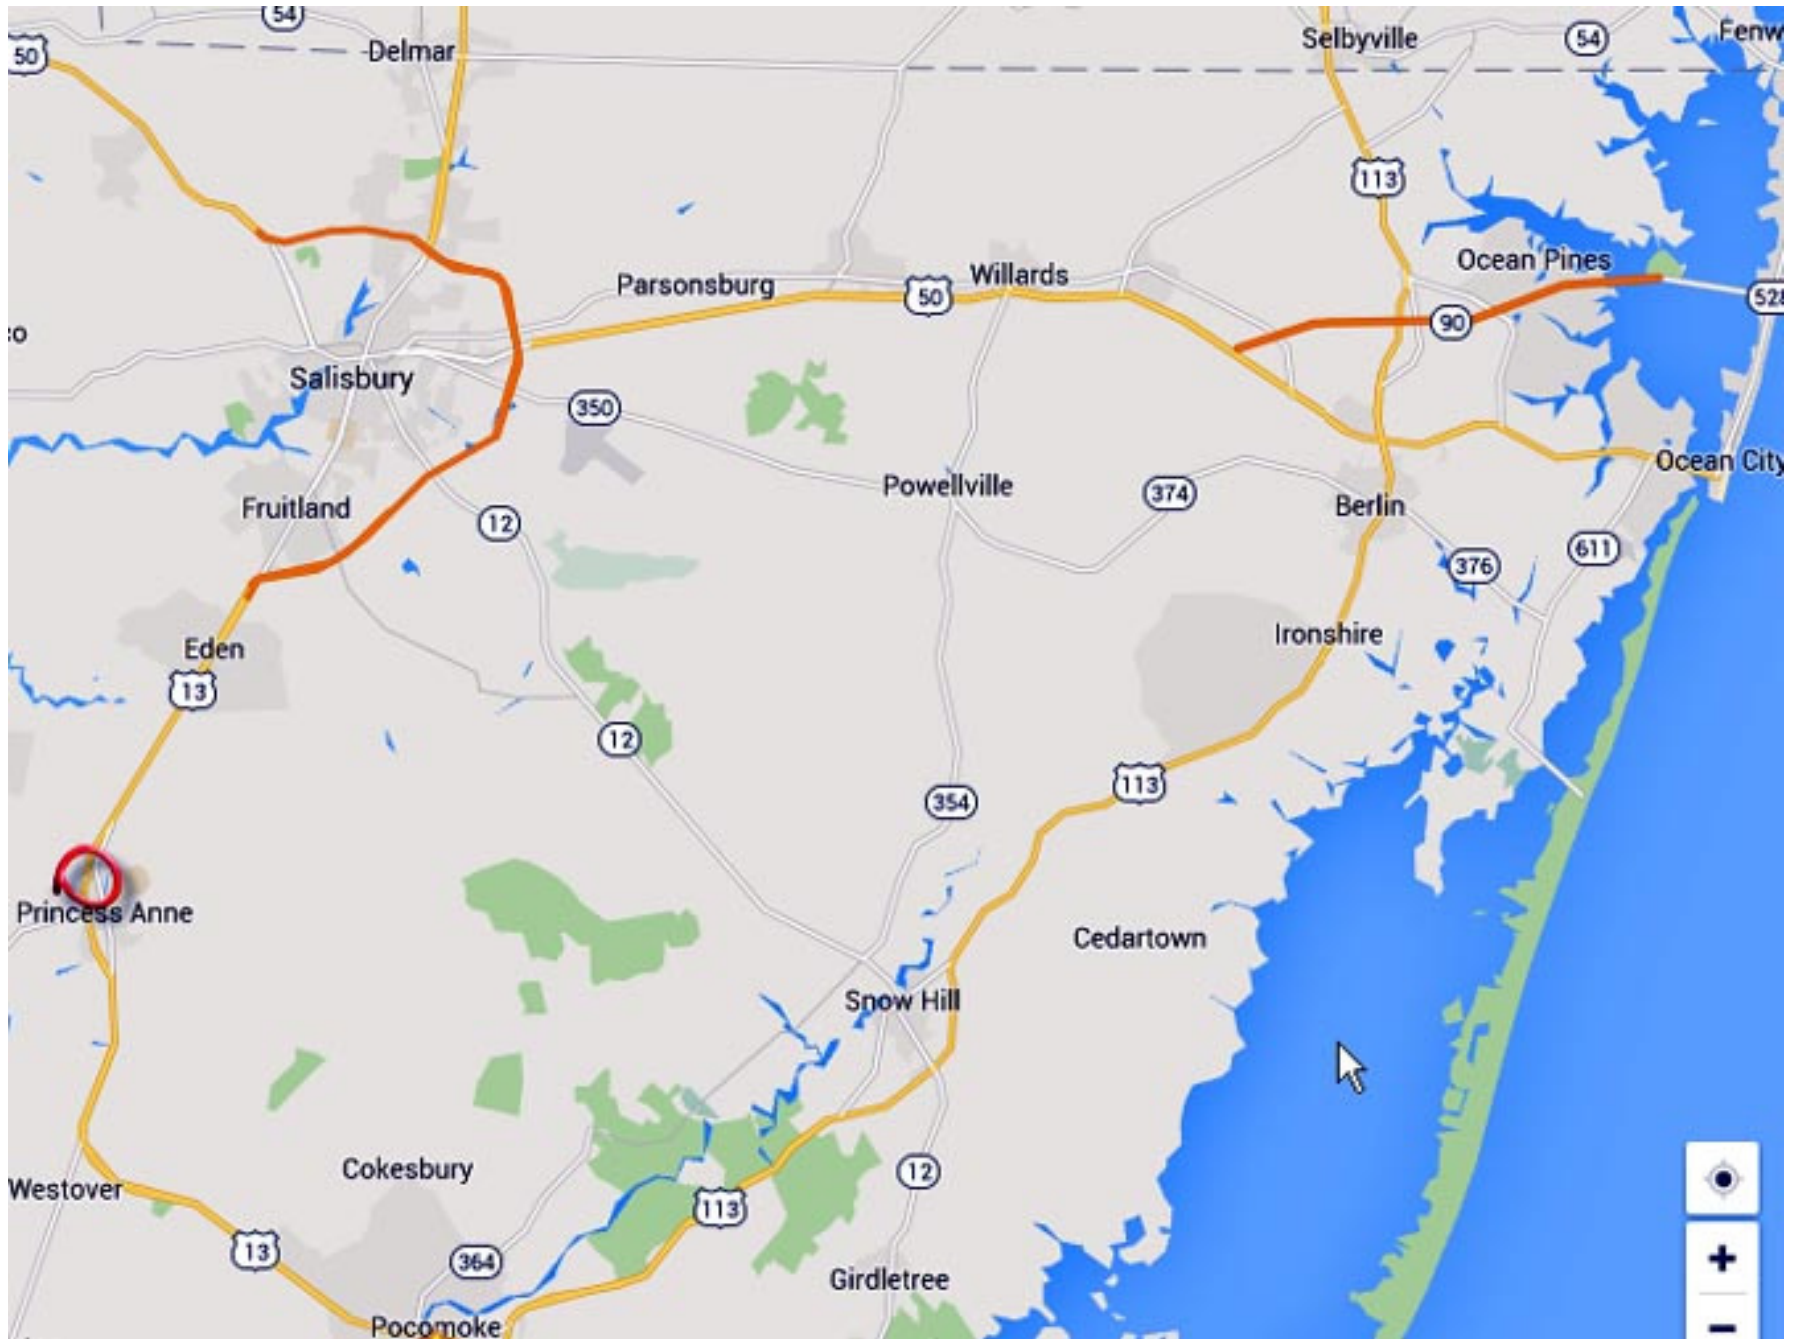 54
50
Delmar
Selbyville
54
Fenw
113
Ocean Pines
Parsonsburg
50
Willards
528
90
co
Salisbury
350
Ocean City
Powellville
374
Berlin
Fruitland
12
611
376
Eden
Ironshire
13
12
113
354
Princess Anne
Cedartown
Snow Hill
Cokesbury
12
Westover
113
13
364
+
Girdletree
Pocomoke
−